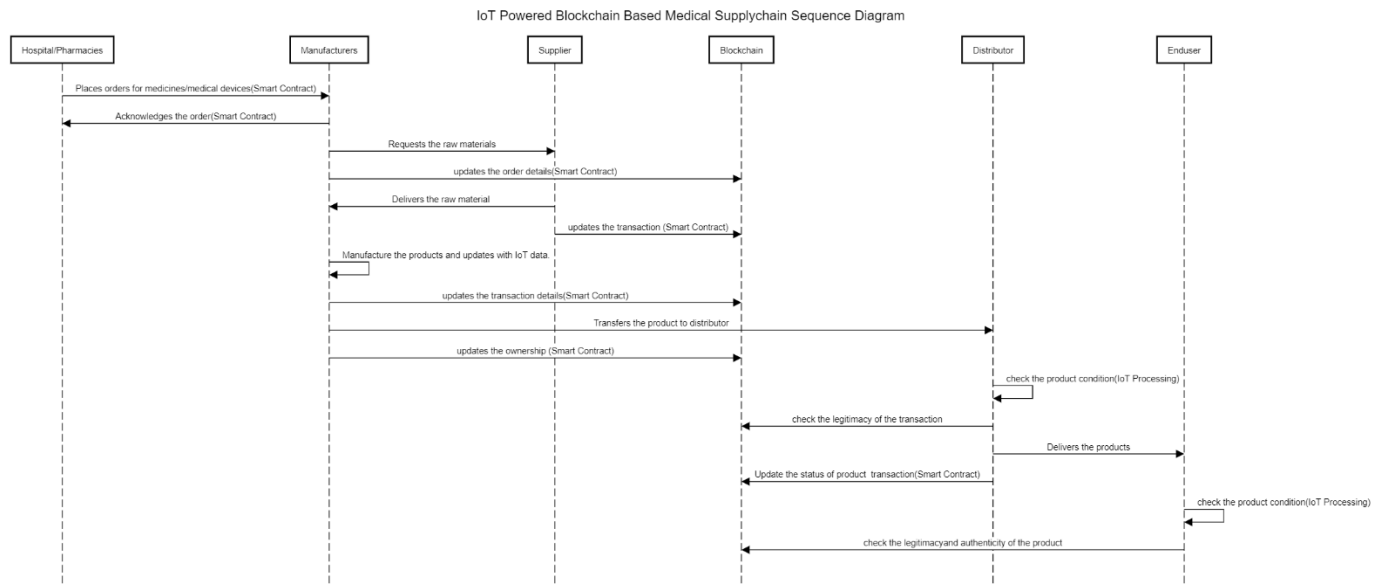 IoT Powered Blockchain Based Medical Supplychain Sequence Diagram
Hospital/Pharmacies
Manufacturers
Supplier
Blockchain
Distributor
Enduser
Places orders for medicines/medical devices(Smart Contract)
Acknowledges the order(Smart Contract)
Requests the raw materials
updates the order details(Smart Contract)
Delivers the raw material
updates the transaction (Smart Contract)
Manufacture the products and updates with IoT data.
updates the transaction details(Smart Contract)
Transfers the product to distributor
updates the ownership (Smart Contract)
check the product condition(IoT Processing)
check the legitimacy of the transaction
Delivers the products
Update the status of product transaction(Smart Contract)
check the product condition(IoT Processing)
check the legitimacyand authenticity of the product